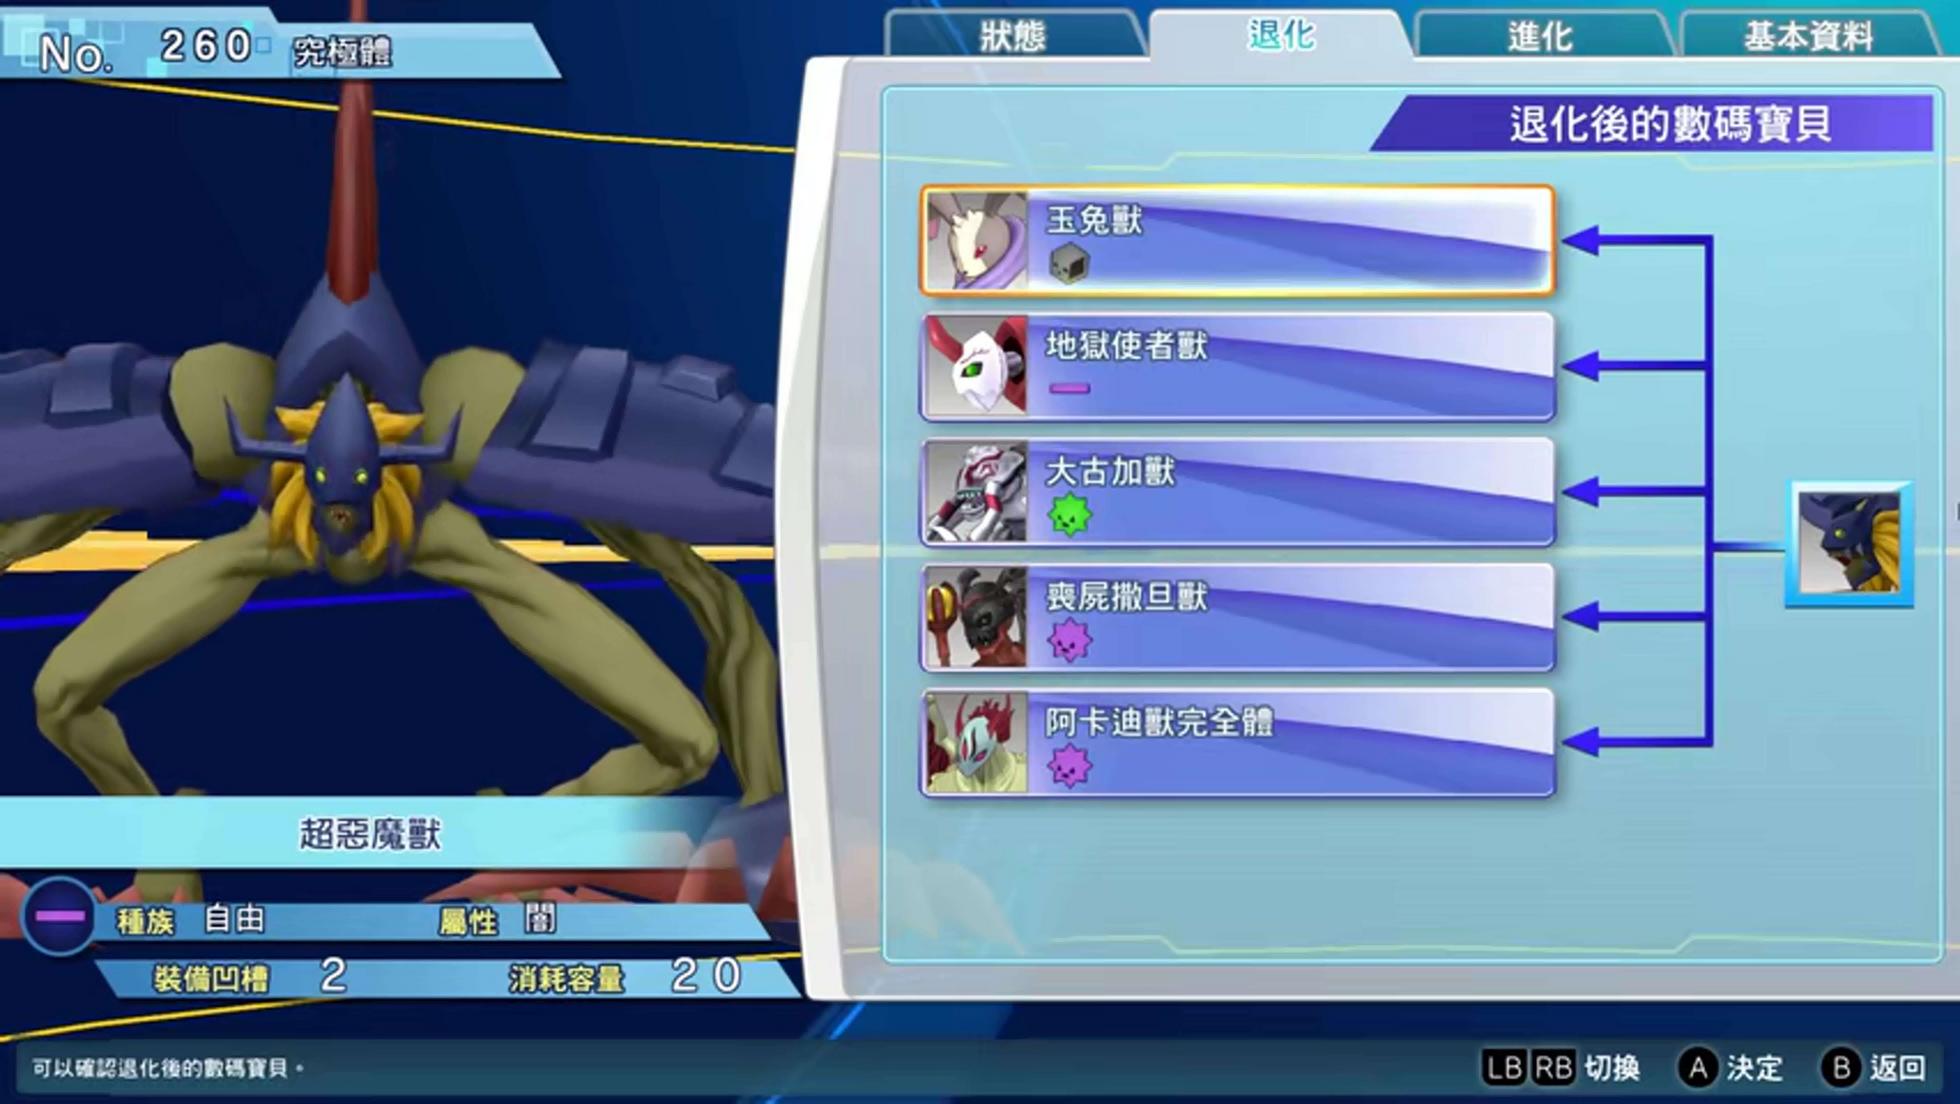 No. 260 究極體
狀態 退化 進化 基本資料
退化後的數碼寶貝
玉兔獸
地獄使者獸
大古加獸
喪屍撒旦獸
阿卡迪獸完全體
超惡魔獸
種族 自由 屬性 闇
裝備凹槽 2 消耗容量 20
可以確認退化後的數碼寶貝。
LB RB 切換 A 決定 B 返回